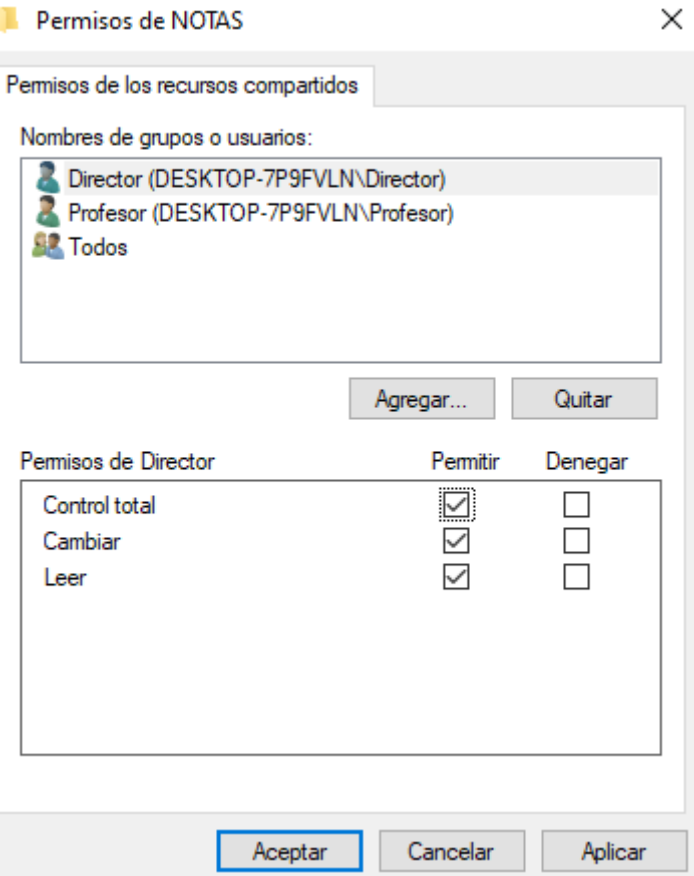 Permisos de NOTAS
Permisos de los recursos compartidos
Nombres de grupos o usuarios:
Director (DESKTOP-7P9FVLN\Director)
Profesor (DESKTOP-7P9FVLN\Profesor)
Todos
Agregar... Quitar
Permisos de Director Permitir Denegar
Control total
Cambiar
Leer
Aceptar Cancelar Aplicar